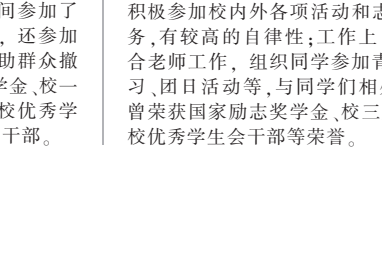 间参加了
，还参加
助群众撤
学金、校一
校优秀学
干部。
积极参加校内外各项活动和志
务,有较高的自律性;工作上
合老师工作，组织同学参加青
习、团日活动等,与同学们相
曾荣获国家励志奖学金、校三
校优秀学生会干部等荣誉。